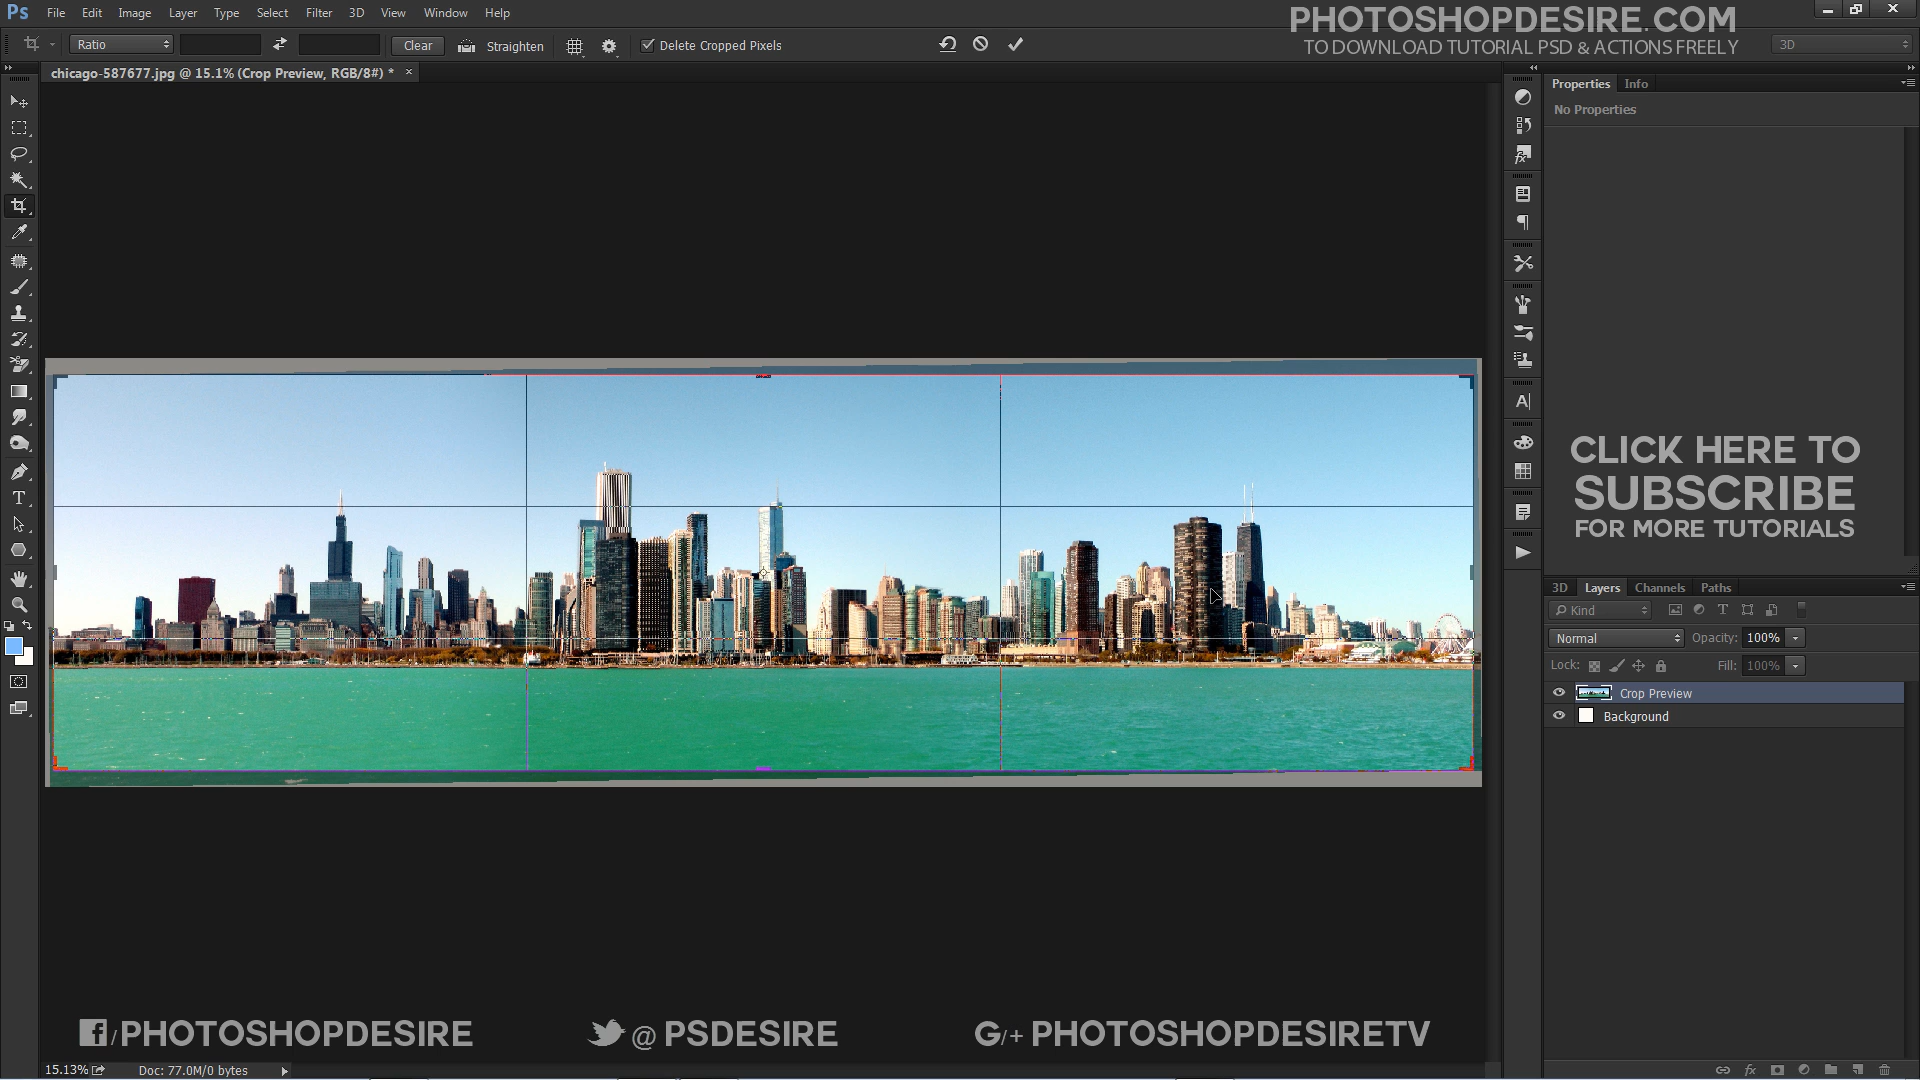 Ps File Edit Image Layer Type Select Filter 3D View Window Help
PHOTOSHOPDESIRE.COM
TO DOWNLOAD TUTORIAL PSD & ACTIONS FREELY
Ratio Clear Straighten Delete Cropped Pixels 3D
chicago-587677.jpg @ 15.1% (Crop Preview, RGB/8#) * ×
Properties Info
No Properties
CLICK HERE TO
SUBSCRIBE
FOR MORE TUTORIALS
3D Layers Channels Paths
Kind
Normal Opacity: 100%
Lock: Fill: 100%
Crop Preview
Background
/PHOTOSHOPDESIRE @ PSDESIRE G/+ PHOTOSHOPDESIRETV
15.13% Doc: 77.0M/0 bytes